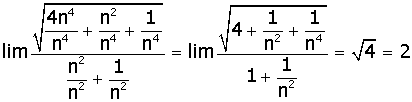 lim √(4n⁴/n⁴ + n²/n⁴ + 1/n⁴) / (n²/n² + 1/n²) = lim √(4 + 1/n² + 1/n⁴) / (1 + 1/n²) = √4 = 2